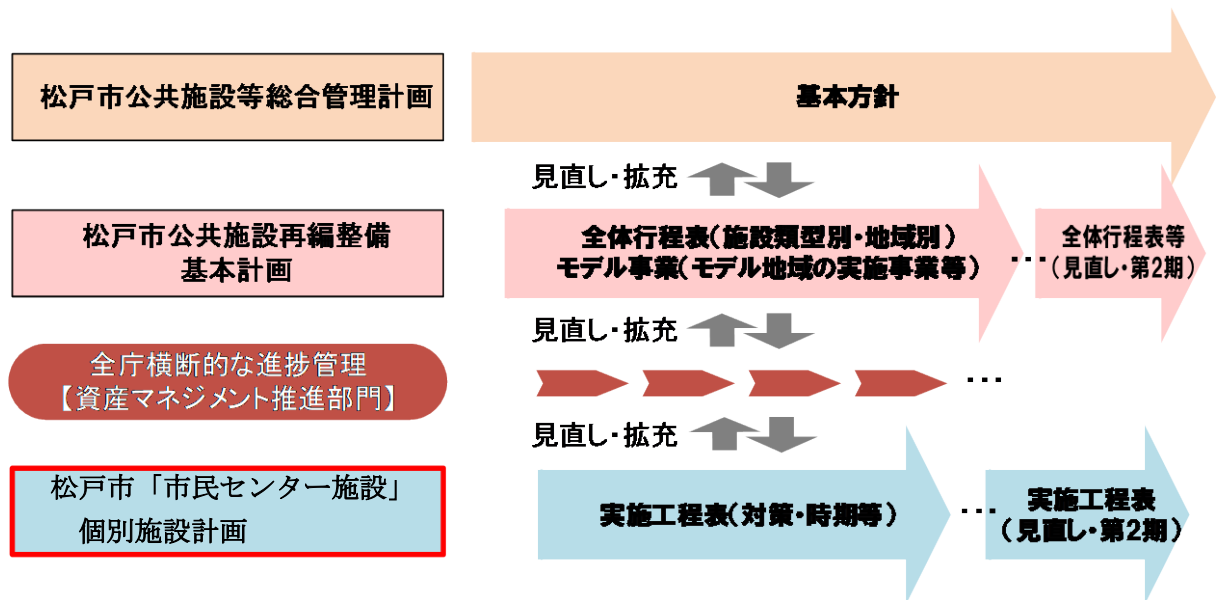 松戸市公共施設等総合管理計画
基本方針
見直し・拡充
松戸市公共施設再編整備
基本計画
全体行程表(施設類型別・地域別)
モデル事業(モデル地域の実施事業等)
…
全体行程表等
(見直し・第2期)
見直し・拡充
全庁横断的な進捗管理
【資産マネジメント推進部門】
…
見直し・拡充
松戸市「市民センター施設」
個別施設計画
実施工程表(対策・時期等)
…
実施工程表
(見直し・第2期)